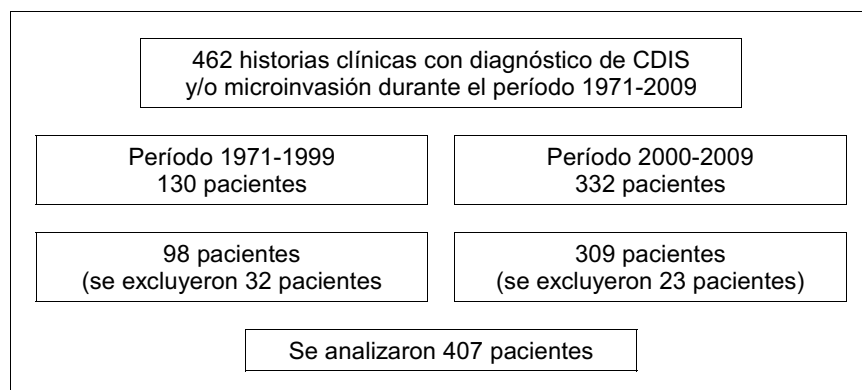 462 historias clínicas con diagnóstico de CDIS
y/o microinvasión durante el período 1971-2009
Período 1971-1999
130 pacientes
Período 2000-2009
332 pacientes
98 pacientes
(se excluyeron 32 pacientes
309 pacientes
(se excluyeron 23 pacientes)
Se analizaron 407 pacientes